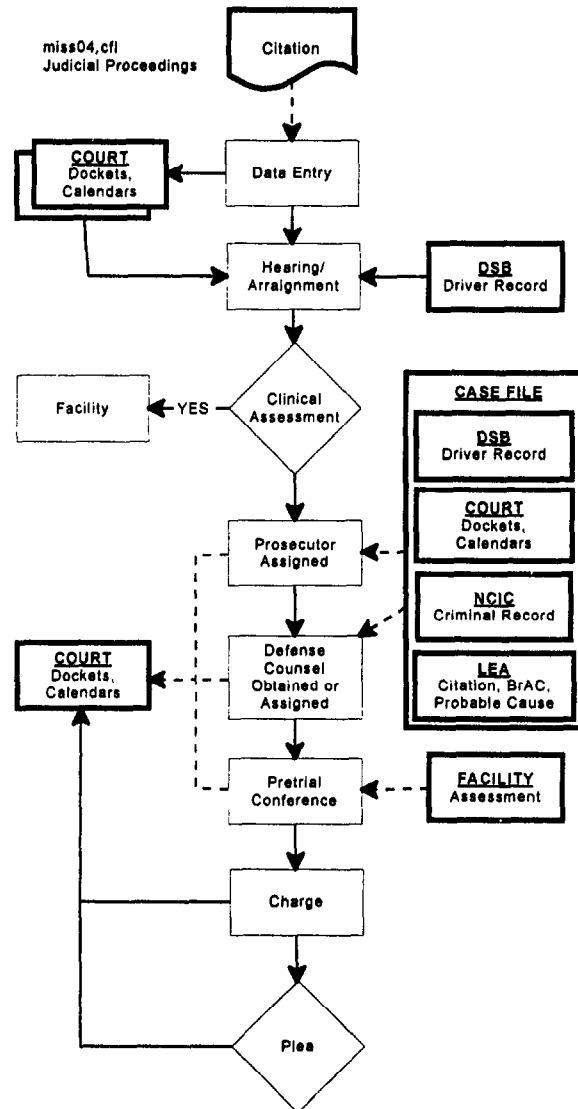 miss04,cfl
Judicial Proceedings
Citation
COURT
Dockets,
Calendars
Data Entry
Hearing/
Arraignment
DSB
Driver Record
Facility
YES
Clinical
Assessment
CASE FILE
DSB
Driver Record
COURT
Dockets,
Calendars
NCIC
Criminal Record
LEA
Citation, BrAC,
Probable Cause
Prosecutor
Assigned
COURT
Dockets,
Calendars
Defense
Counsel
Obtained or
Assigned
Pretrial
Conference
FACILITY
Assessment
Charge
Plea